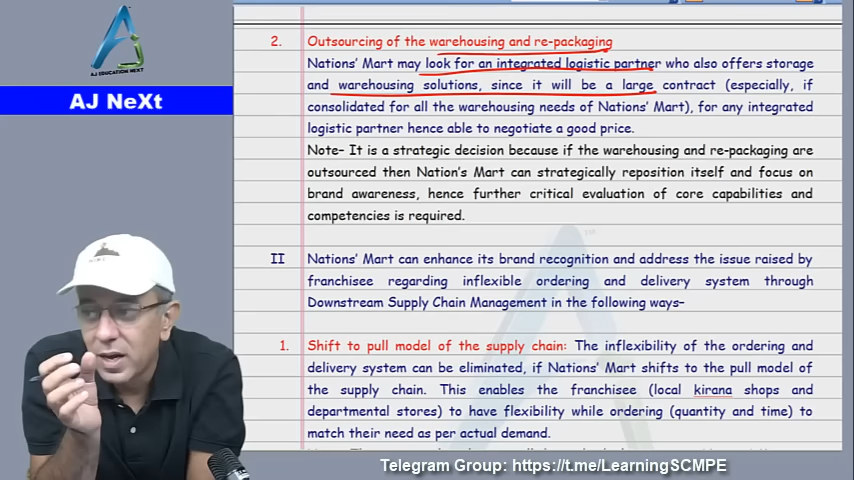 AJ EDUCATION NEXT
AJ NeXt
2. Outsourcing of the warehousing and re-packaging
Nations' Mart may look for an integrated logistic partner who also offers storage
and warehousing solutions, since it will be a large contract (especially, if
consolidated for all the warehousing needs of Nations' Mart), for any integrated
logistic partner hence able to negotiate a good price.
Note– It is a strategic decision because if the warehousing and re-packaging are
outsourced then Nation's Mart can strategically reposition itself and focus on
brand awareness, hence further critical evaluation of core capabilities and
competencies is required.
II Nations' Mart can enhance its brand recognition and address the issue raised by
franchisee regarding inflexible ordering and delivery system through
Downstream Supply Chain Management in the following ways–
1. Shift to pull model of the supply chain: The inflexibility of the ordering and
delivery system can be eliminated, if Nations' Mart shifts to the pull model of
the supply chain. This enables the franchisee (local kirana shops and
departmental stores) to have flexibility while ordering (quantity and time) to
match their need as per actual demand.
Telegram Group: https://t.me/LearningSCMPE